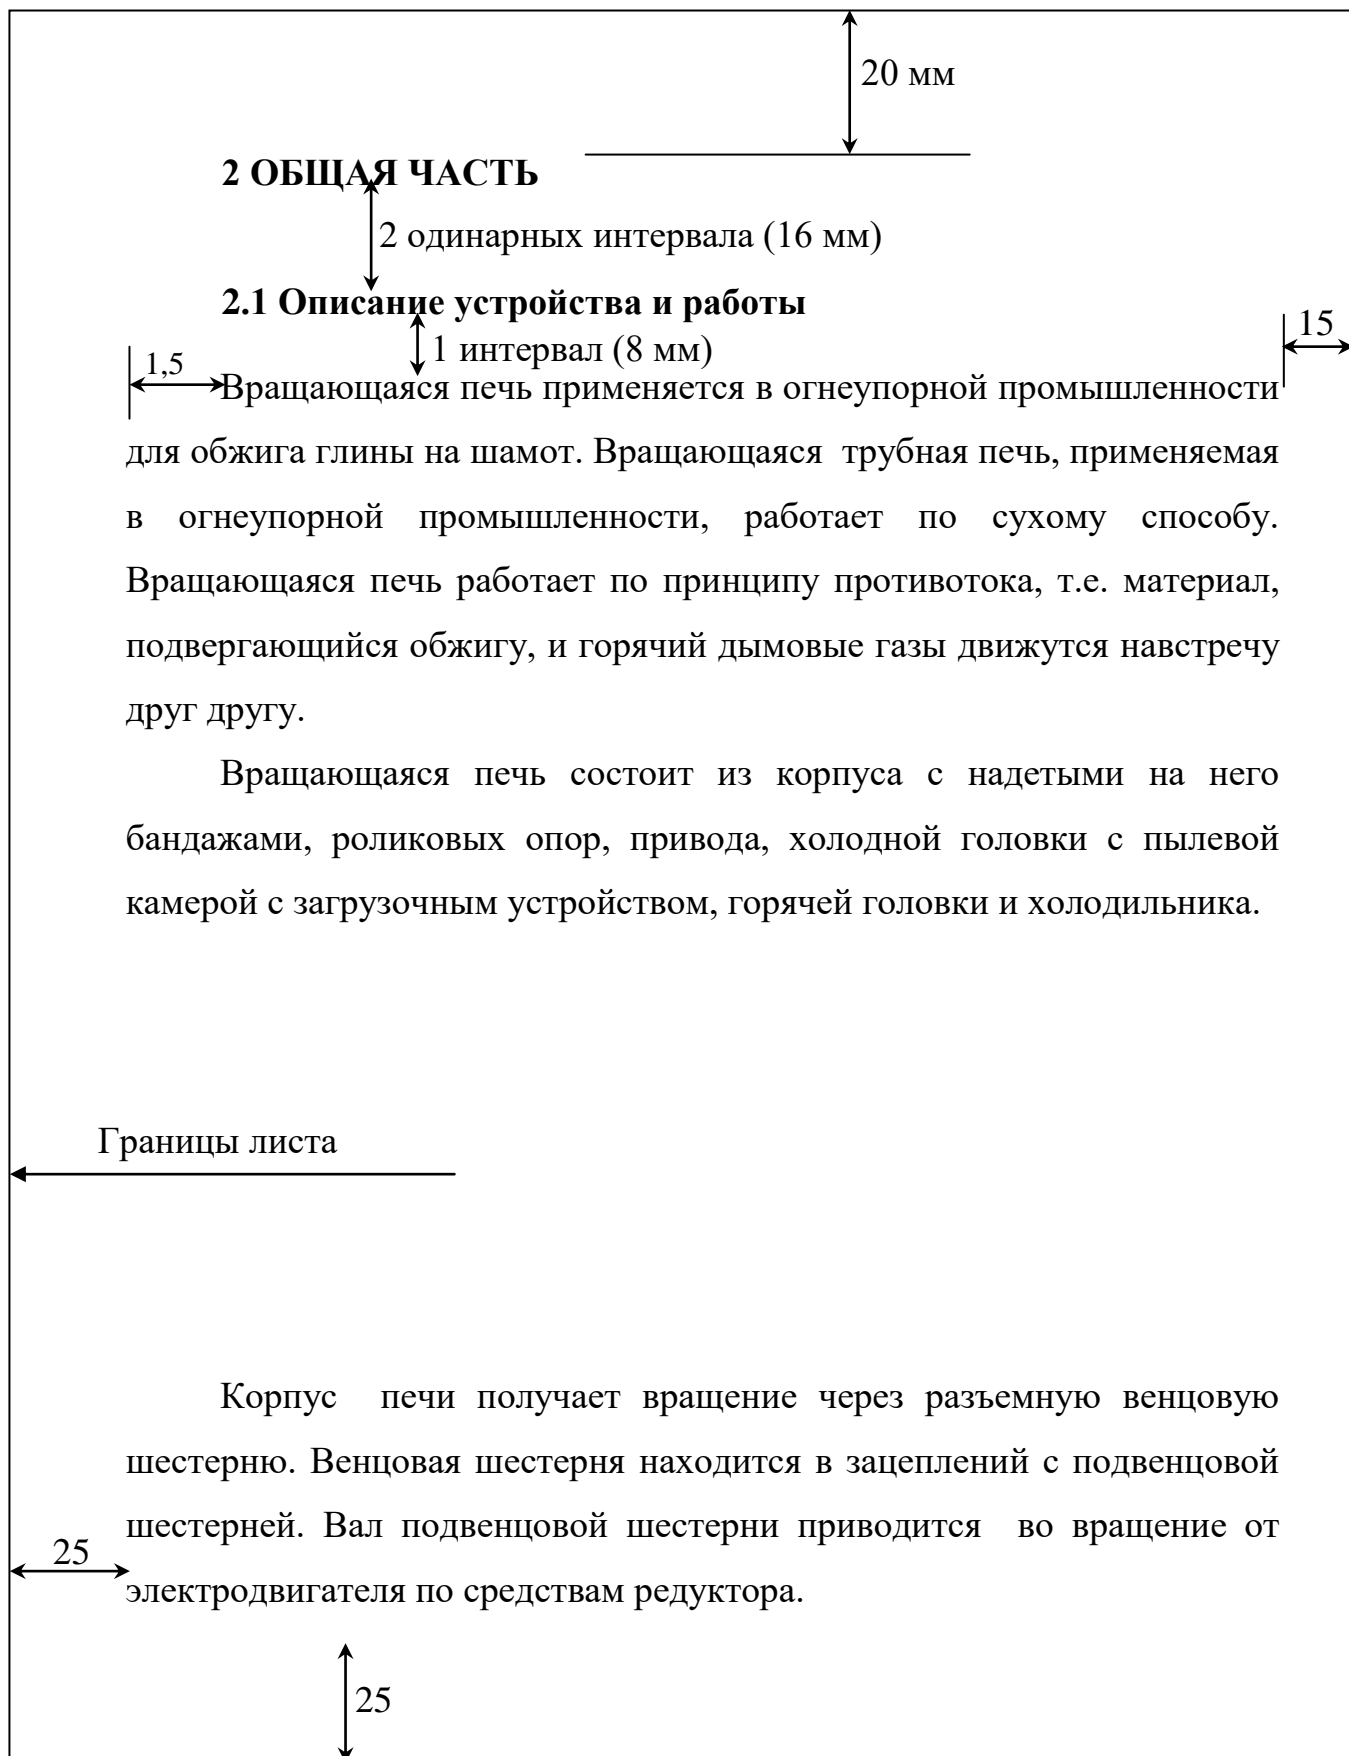 20 мм
2 ОБЩАЯ ЧАСТЬ
2 одинарных интервала (16 мм)
2.1 Описание устройства и работы
15
1 интервал (8 мм)
1,5
Вращающаяся печь применяется в огнеупорной промышленности
для обжига глины на шамот. Вращающаяся  трубная печь, применяемая
в огнеупорной промышленности, работает по сухому способу.
Вращающаяся печь работает по принципу противотока, т.е. материал,
подвергающийся обжигу, и горячий дымовые газы движутся навстречу
друг другу.
Вращающаяся печь состоит из корпуса с надетыми на него
бандажами, роликовых опор, привода, холодной головки с пылевой
камерой с загрузочным устройством, горячей головки и холодильника.
Границы листа
Корпус  печи получает вращение через разъемную венцовую
шестерню. Венцовая шестерня находится в зацеплений с подвенцовой
шестерней. Вал подвенцовой шестерни приводится  во вращение от
25
электродвигателя по средствам редуктора.
25